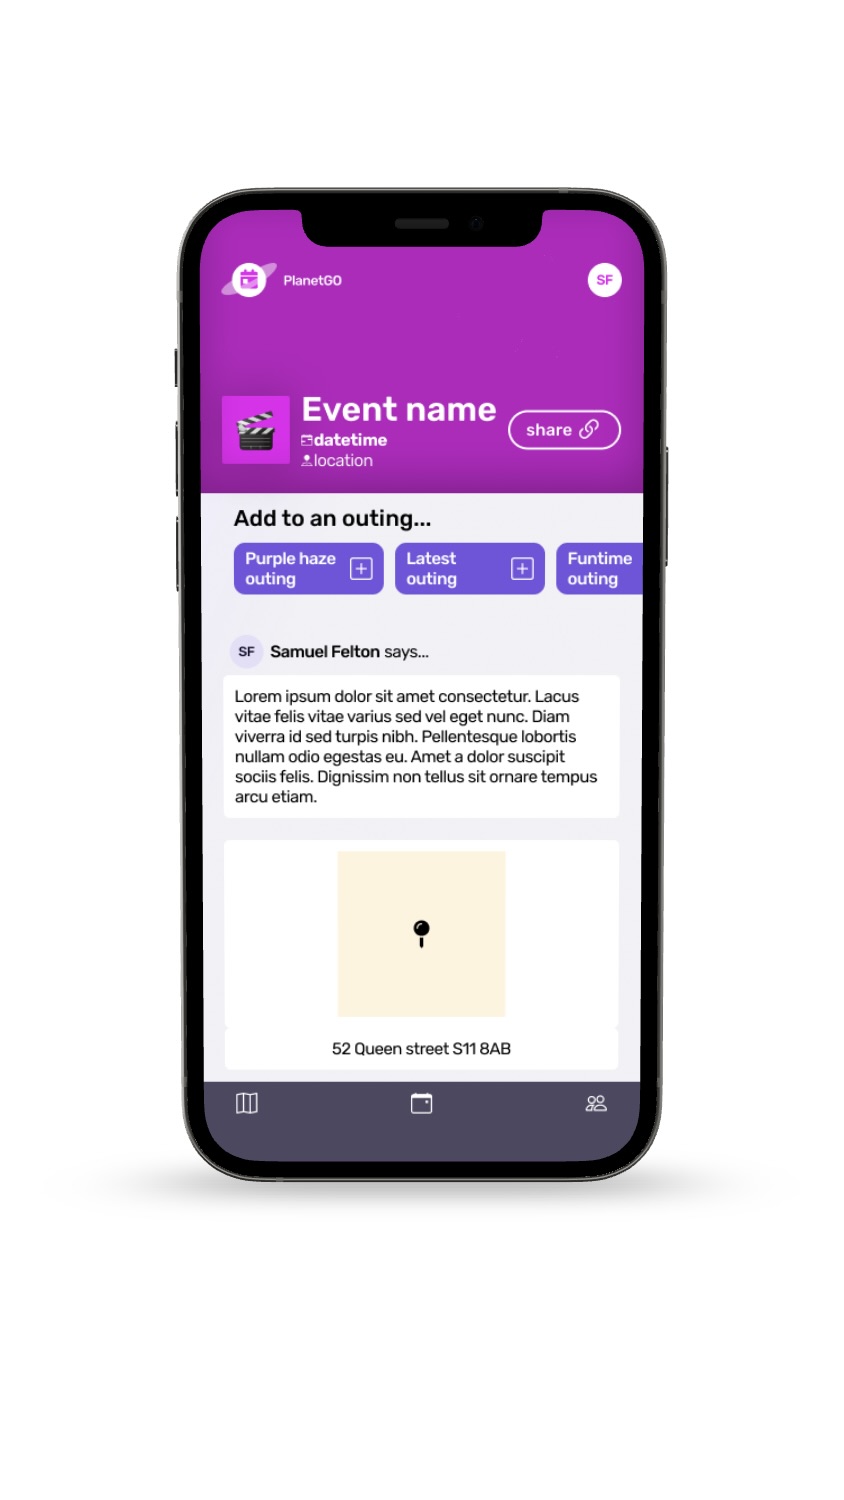 PlanetGO
SF
Event name
datetime
location
share
Add to an outing...
Purple haze
outing
Latest
outing
Funtime
outing
SF Samuel Felton says...
Lorem ipsum dolor sit amet consectetur. Lacus
vitae felis vitae varius sed vel eget nunc. Diam
viverra id sed turpis nibh. Pellentesque lobortis
nullam odio egestas eu. Amet a dolor suscipit
sociis felis. Dignissim non tellus sit ornare tempus
arcu etiam.
52 Queen street S11 8AB